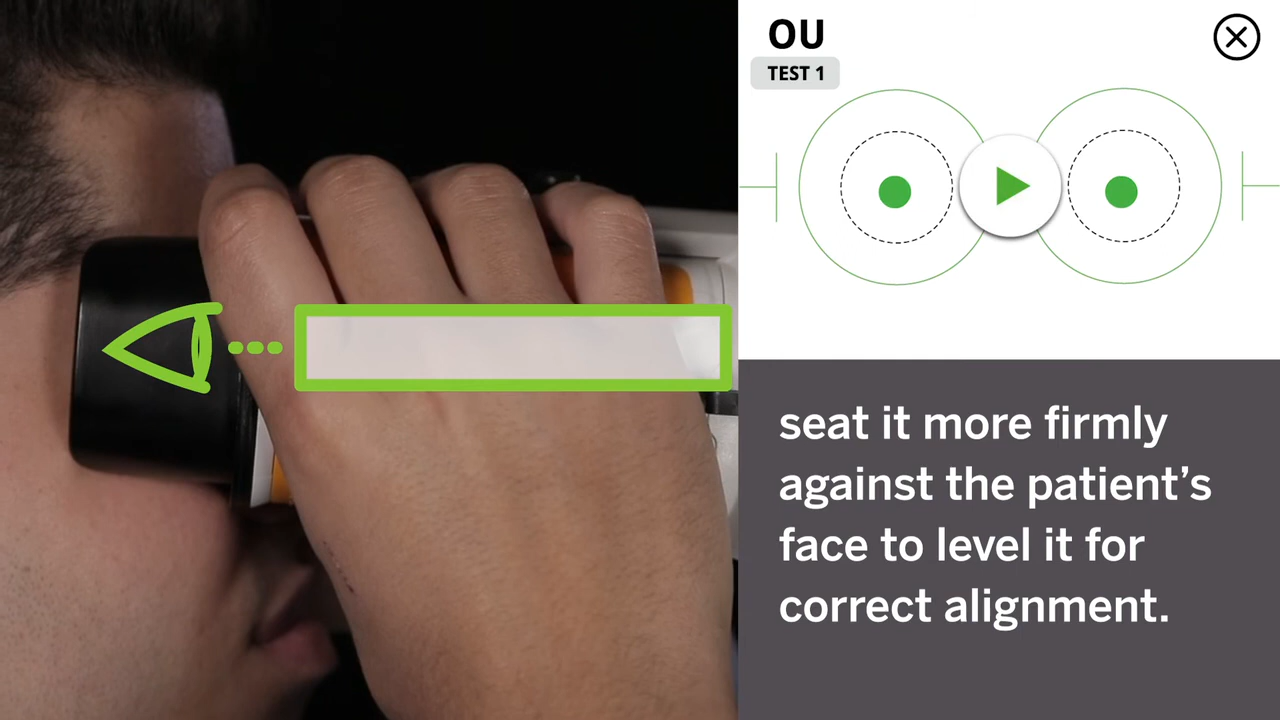 OU
TEST 1
seat it more firmly
against the patient’s
face to level it for
correct alignment.